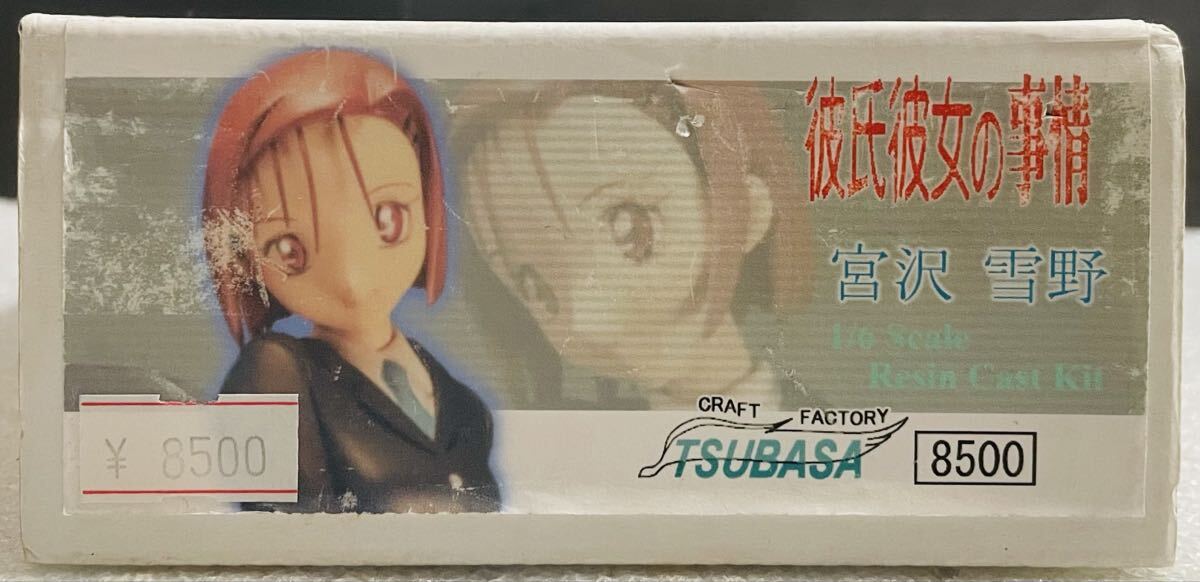 彼氏彼女の事情
宮沢 雪野
1/6 Scale
Resin Cast Kit
CRAFT FACTORY
TSUBASA
8500
¥ 8500